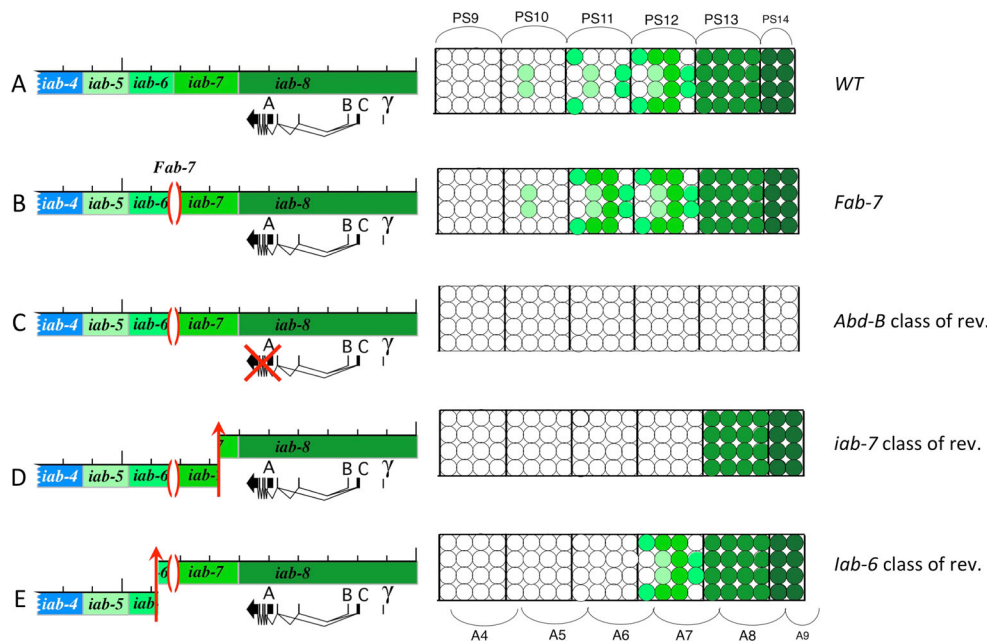 PS9 PS10 PS11 PS12 PS13 PS14
A iab-4 iab-5 iab-6 iab-7 iab-8 WT
A B C γ
Fab-7
B iab-4 iab-5 iab-6 iab-7 iab-8 Fab-7
A B C γ
C iab-4 iab-5 iab-6 iab-7 iab-8 Abd-B class of rev.
A B C γ
7 iab-8 iab-7 class of rev.
D iab-4 iab-5 iab-6 iab-
A B C γ
-6 iab-7 iab-8 Iab-6 class of rev.
E iab-4 iab-5 iab-
A B C γ
A4 A5 A6 A7 A8 A9